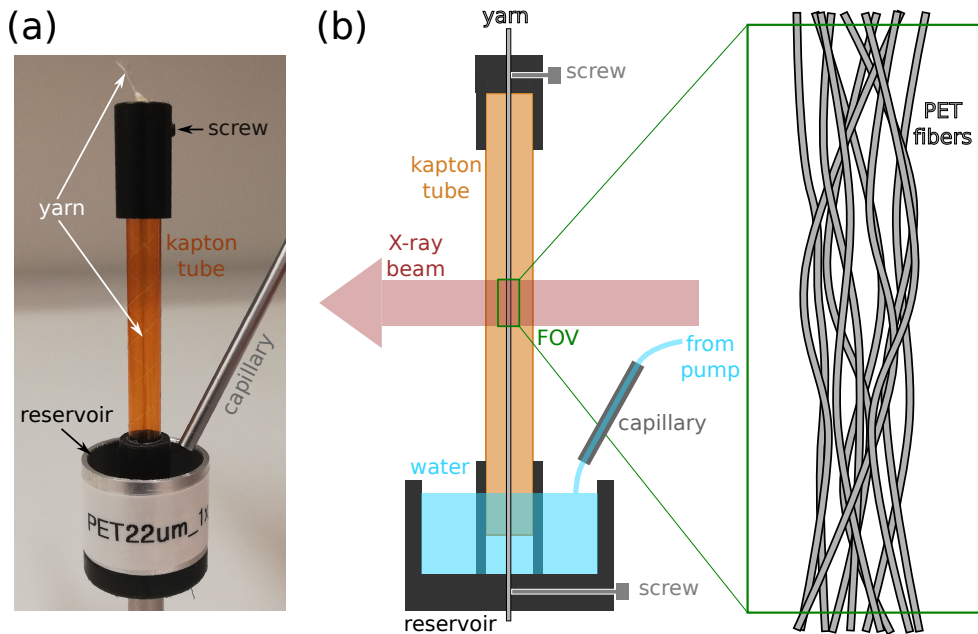 (a)
yarn
screw
kapton
tube
capillary
reservoir
PET22um_1x
(b)
yarn
screw
kapton
tube
X-ray
beam
FOV
from
pump
capillary
water
screw
reservoir
PET
fibers